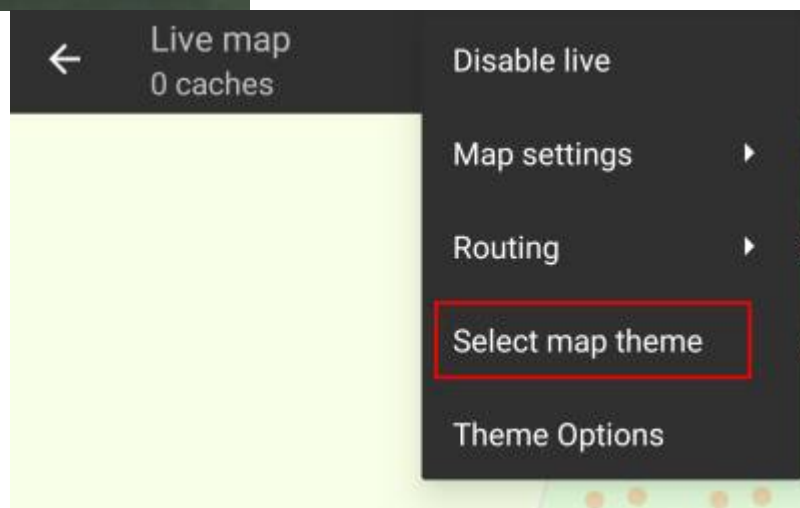 Live map
0 caches
Disable live
Map settings
Routing
Select map theme
Theme Options